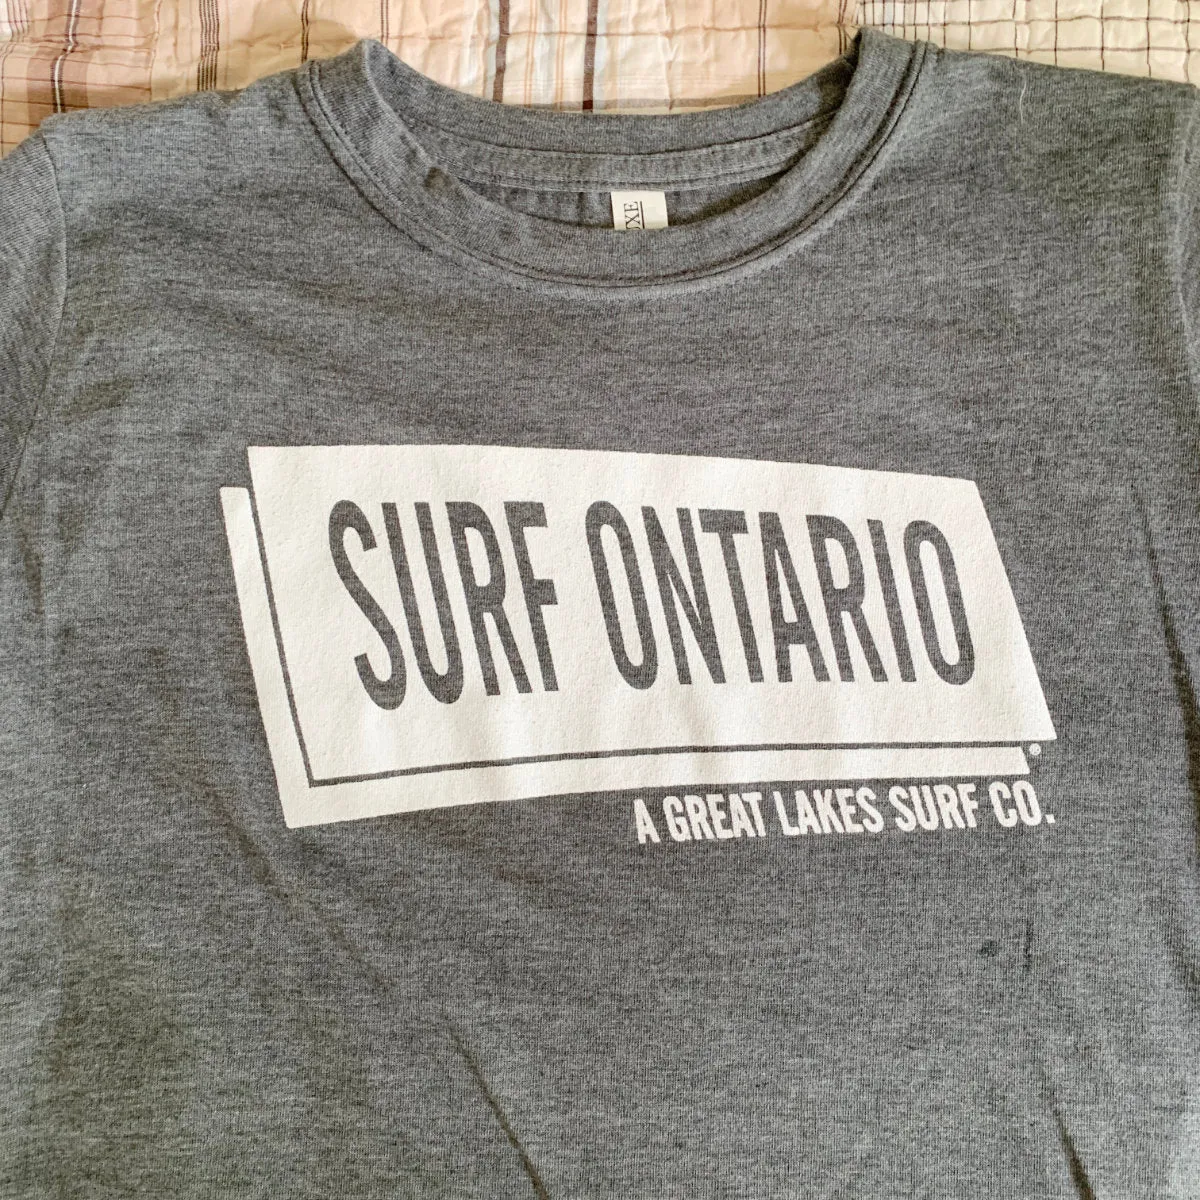 SURF ONTARIO
®
A GREAT LAKES SURF CO.